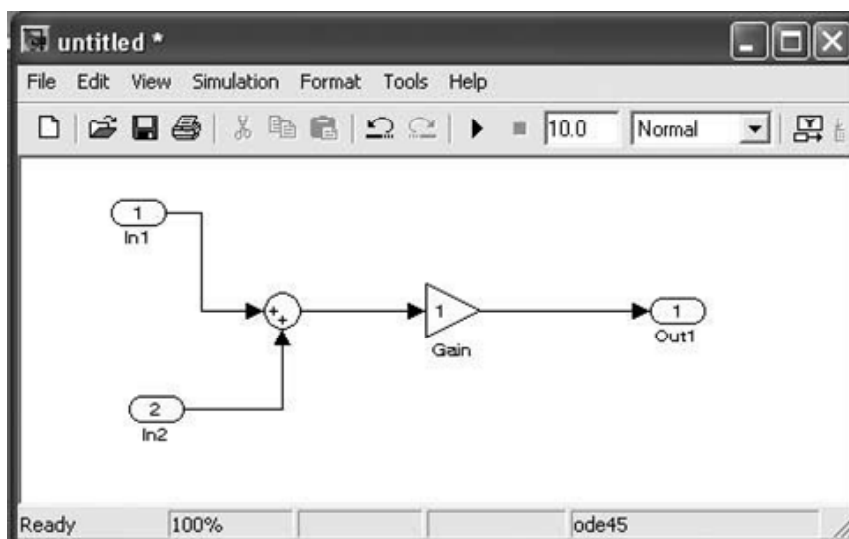 untitled *
File Edit View Simulation Format Tools Help
10.0 Normal
1
In1
+
+
1
Gain
1
Out1
2
In2
Ready 100% ode45